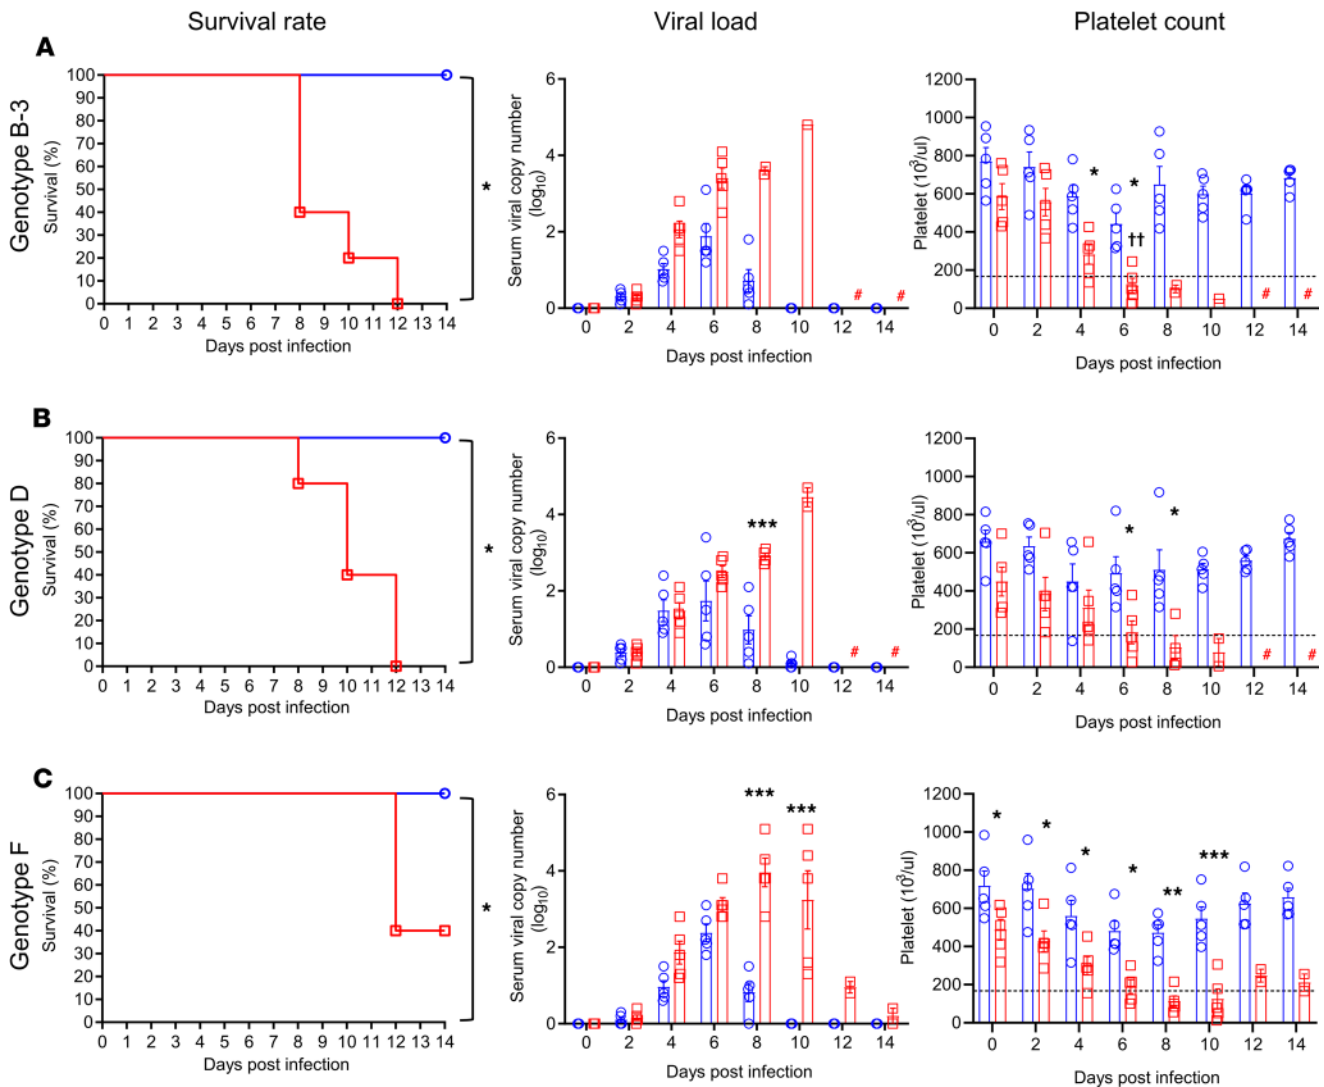 Survival rate
Viral load
Platelet count
A
Genotype B-3
Survival (%)
100
90
80
70
60
50
40
30
20
10
0
0 1 2 3 4 5 6 7 8 9 10 11 12 13 14
Days post infection
*
Serum viral copy number
(log10)
6
4
2
0
# #
0 2 4 6 8 10 12 14
Days post infection
Platelet (10³/ul)
1200
1000
800
600
400
200
0
* *
††
# #
0 2 4 6 8 10 12 14
Days post infection
B
Genotype D
Survival (%)
100
90
80
70
60
50
40
30
20
10
0
0 1 2 3 4 5 6 7 8 9 10 11 12 13 14
Days post infection
*
Serum viral copy number
(log10)
6
4
2
0
***
# #
0 2 4 6 8 10 12 14
Days post infection
Platelet (10³/ul)
1200
1000
800
600
400
200
0
* *
# #
0 2 4 6 8 10 12 14
Days post infection
C
Genotype F
Survival (%)
100
90
80
70
60
50
40
30
20
10
0
0 1 2 3 4 5 6 7 8 9 10 11 12 13 14
Days post infection
*
Serum viral copy number
(log10)
6
4
2
0
*** ***
0 2 4 6 8 10 12 14
Days post infection
Platelet (10³/ul)
1200
1000
800
600
400
200
0
* * * * ** ***
0 2 4 6 8 10 12 14
Days post infection